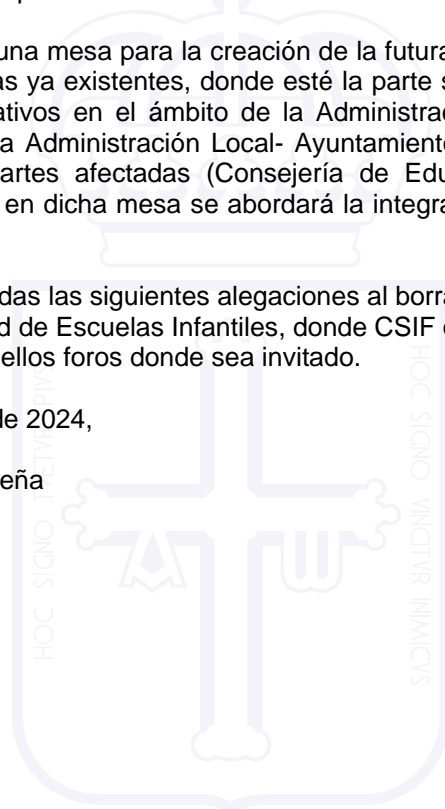 una mesa para la creación de la futura
as ya existentes, donde esté la parte s
ativos en el ámbito de la Administrac
a Administración Local- Ayuntamiento
artes afectadas (Consejería de Edu
en dicha mesa se abordará la integra
das las siguientes alegaciones al borra
d de Escuelas Infantiles, donde CSIF e
ellos foros donde sea invitado.
de 2024,
eña
HOC SIGNO TVETVR PIVS
HOC SIGNO VINCITVR INIMICVS